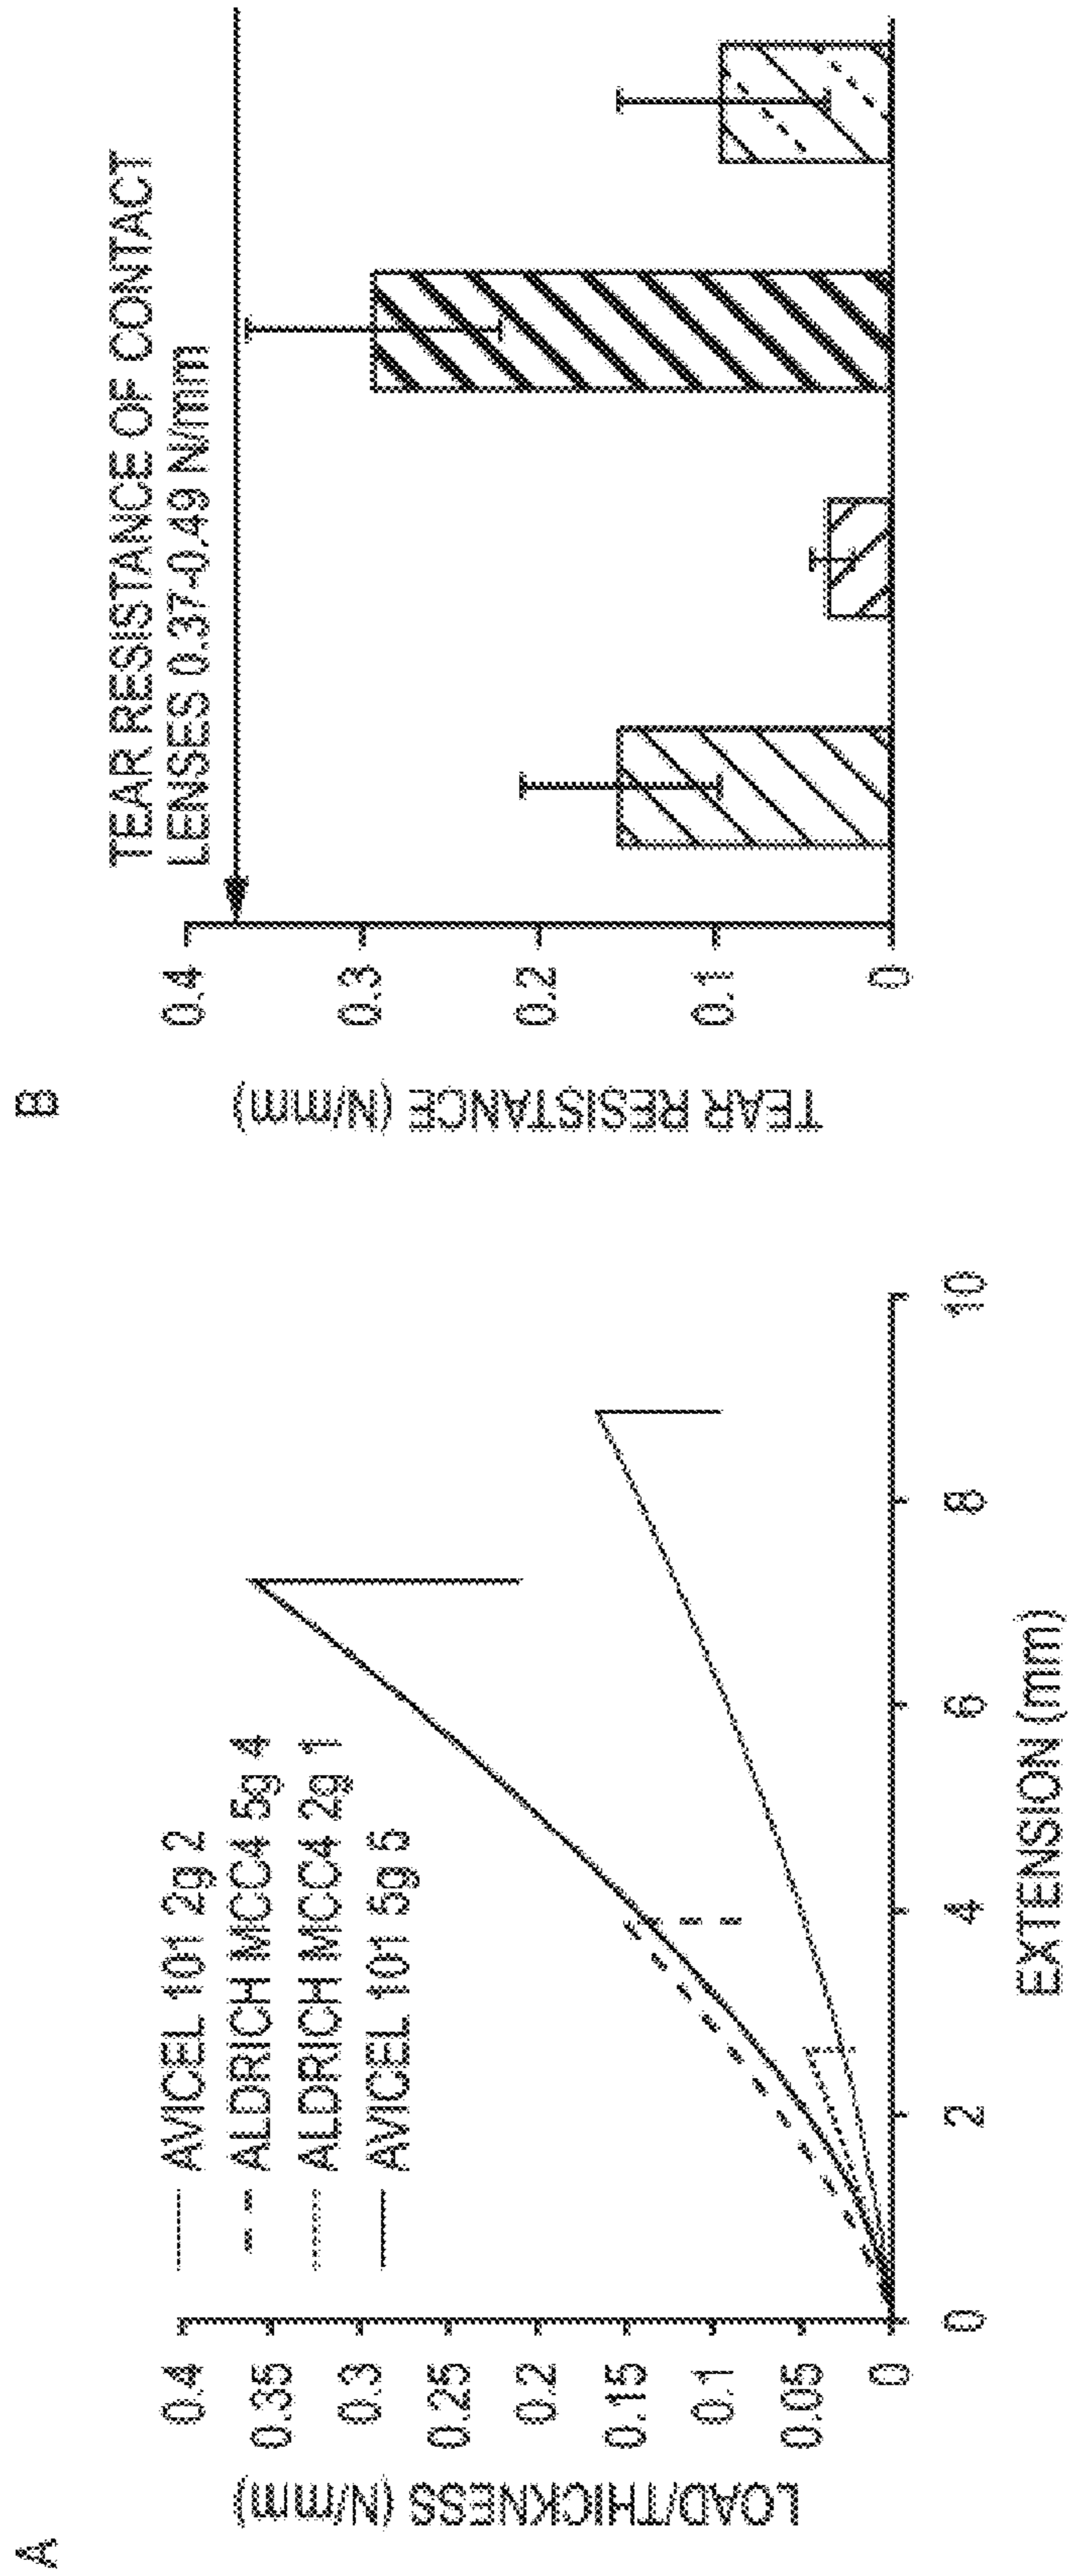 A
LOAD/THICKNESS (N/mm)
0.4
0.35
0.3
0.25
0.2
0.15
0.1
0.05
0
AVICEL 101 2g 2
ALDRICH MCC4 5g 4
ALDRICH MCC4 2g 1
AVICEL 101 5g 5
0 2 4 6 8 10
EXTENSION (mm)
B
TEAR RESISTANCE (N/mm)
0.4
0.3
0.2
0.1
0
TEAR RESISTANCE OF CONTACT
LENSES 0.37-0.49 N/mm